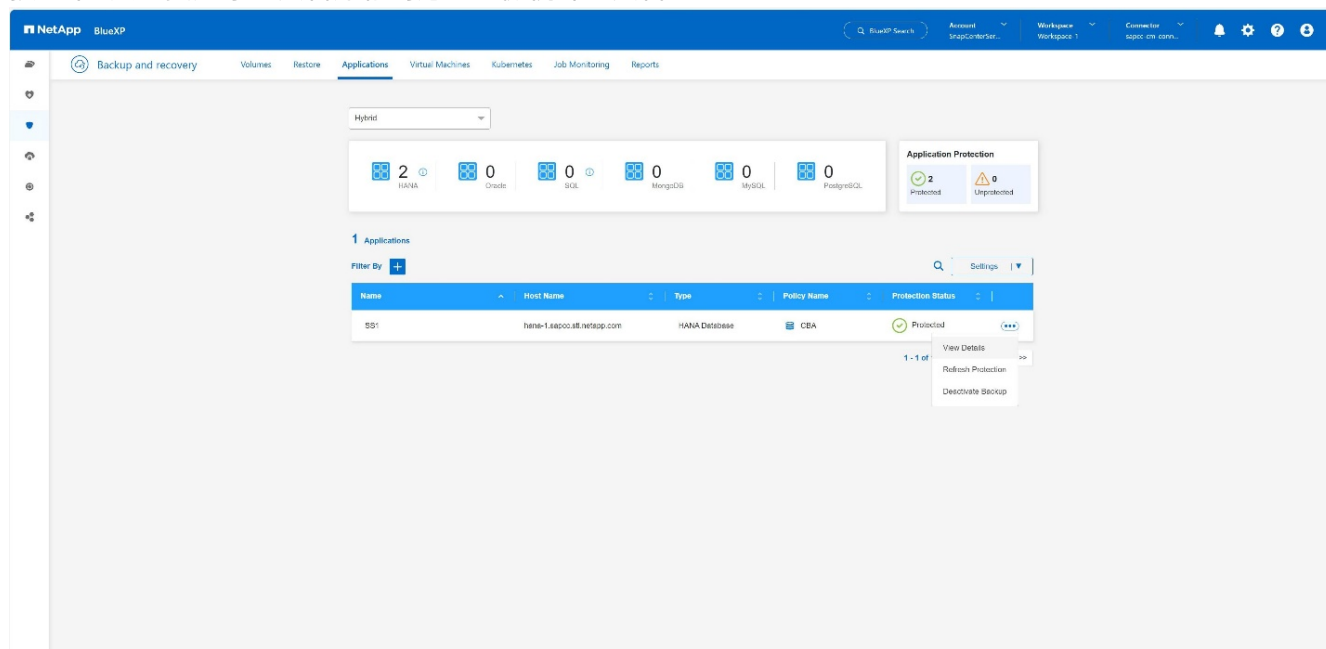 NetApp BlueXP
BlueXP Search
Account
SnapCenterSer...
Workspace
Workspace 1
Connector
sapcc-cm-conn...
Backup and recovery
Volumes Restore Applications Virtual Machines Kubernetes Job Monitoring Reports
Hybrid
2 HANA
0 Oracle
0 SQL
0 MongoDB
0 MySQL
0 PostgreSQL
Application Protection
2 Protected
0 Unprotected
1 Applications
Filter By
Settings
Name Host Name Type Policy Name Protection Status
SS1 hana-1.sapcc.stl.netapp.com HANA Database CBA Protected
1 - 1 of >>
View Details
Refresh Protection
Deactivate Backup